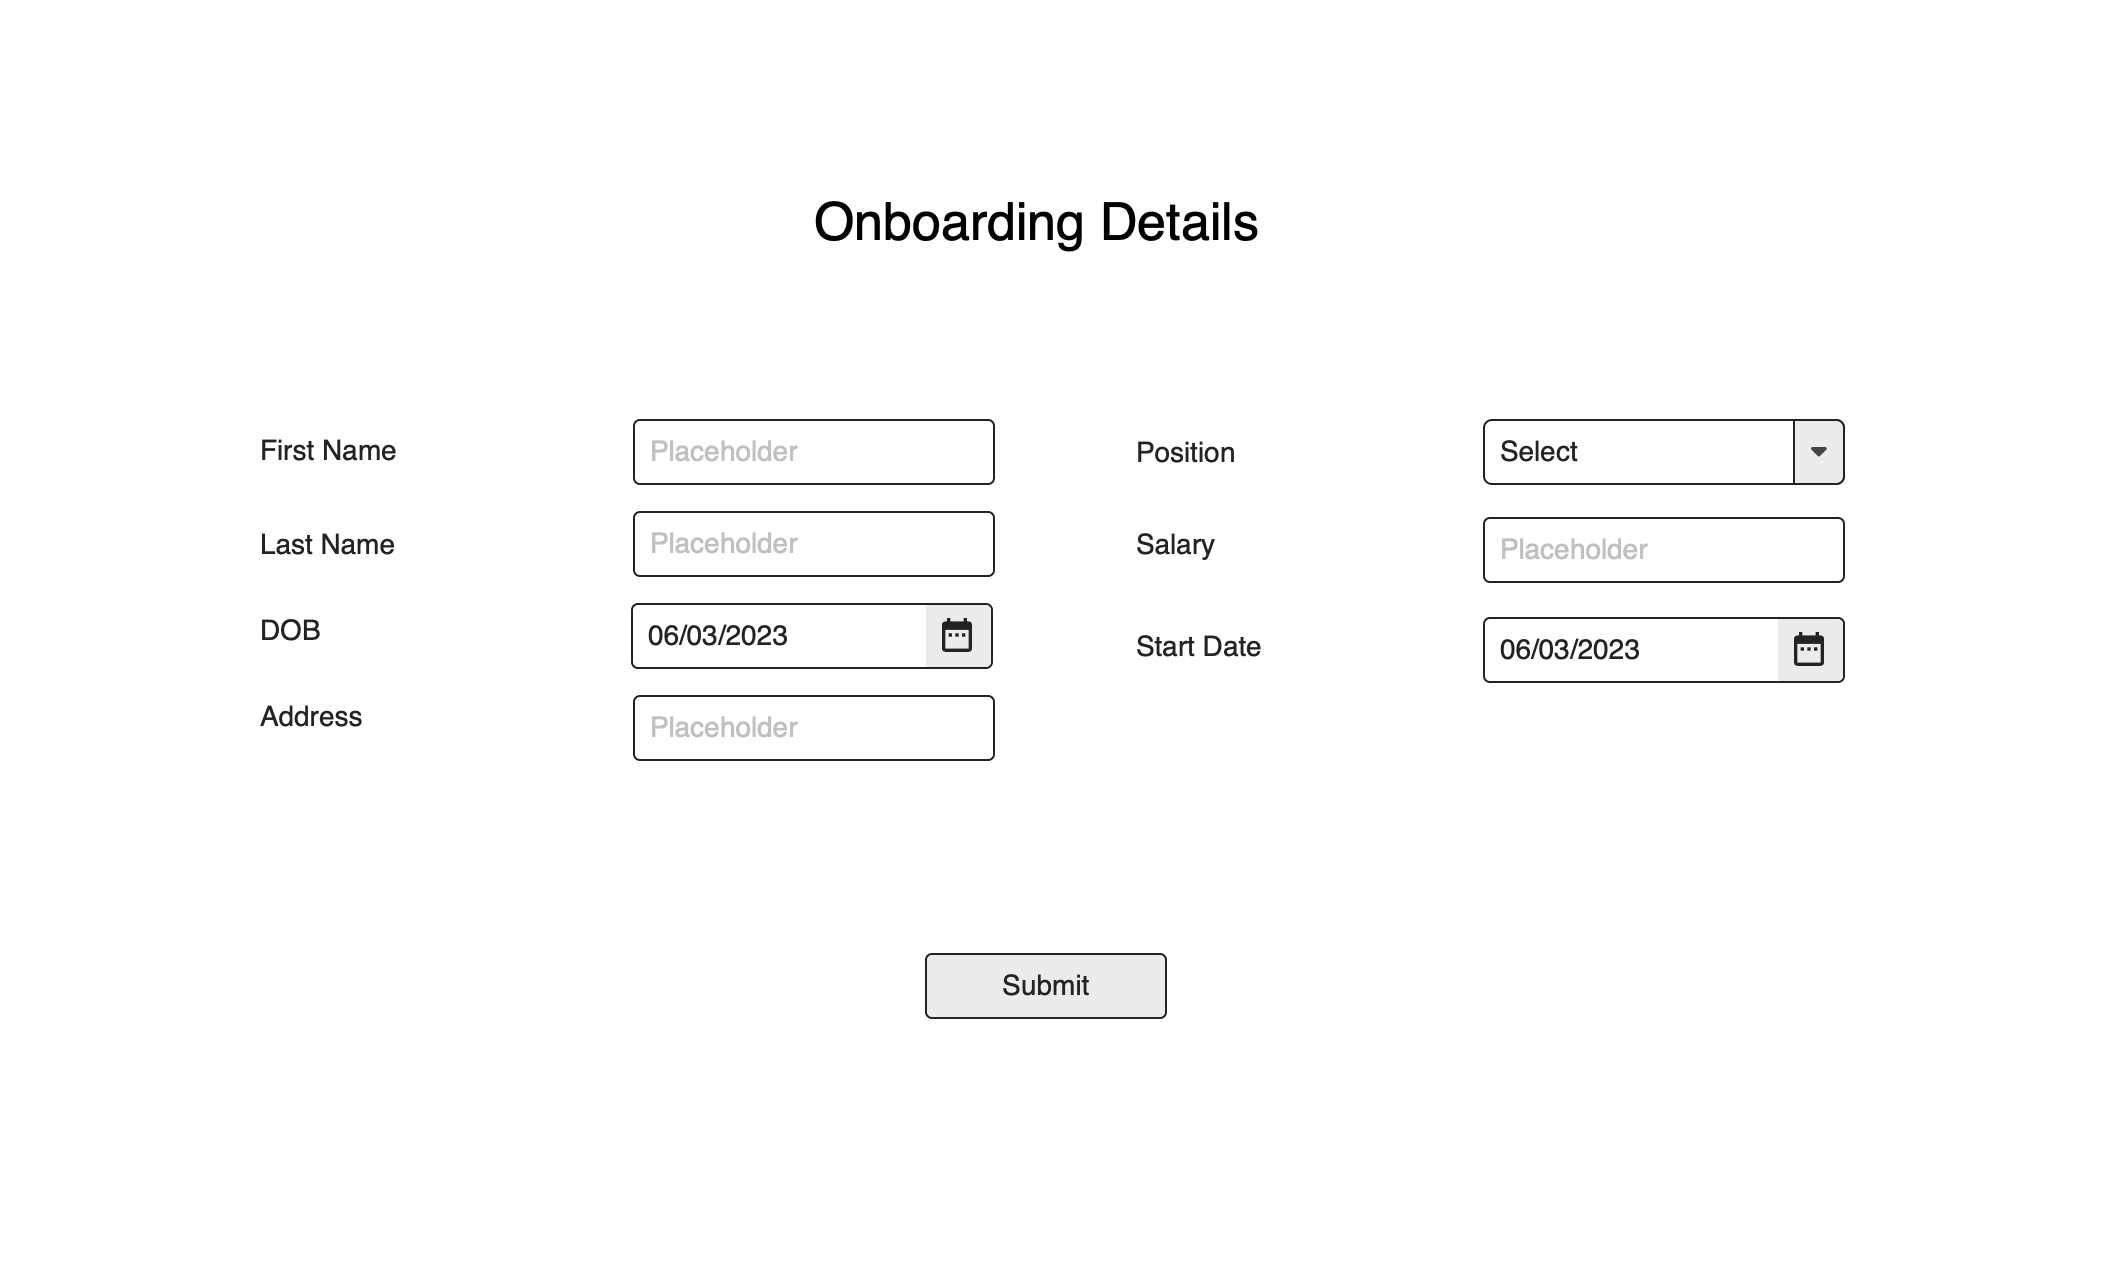 Onboarding Details
First Name
Placeholder
Position
Select
Last Name
Placeholder
Salary
Placeholder
DOB
06/03/2023
Start Date
06/03/2023
Address
Placeholder
Submit